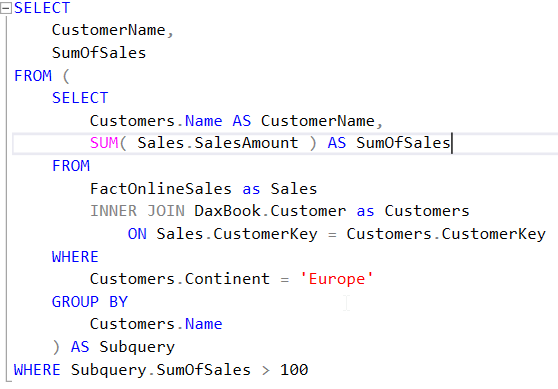 SELECT
    CustomerName,
    SumOfSales
FROM (
    SELECT
        Customers.Name AS CustomerName,
        SUM( Sales.SalesAmount ) AS SumOfSales
    FROM
        FactOnlineSales as Sales
        INNER JOIN DaxBook.Customer as Customers
            ON Sales.CustomerKey = Customers.CustomerKey
    WHERE
        Customers.Continent = 'Europe'
    GROUP BY
        Customers.Name
    ) AS Subquery
WHERE Subquery.SumOfSales > 100